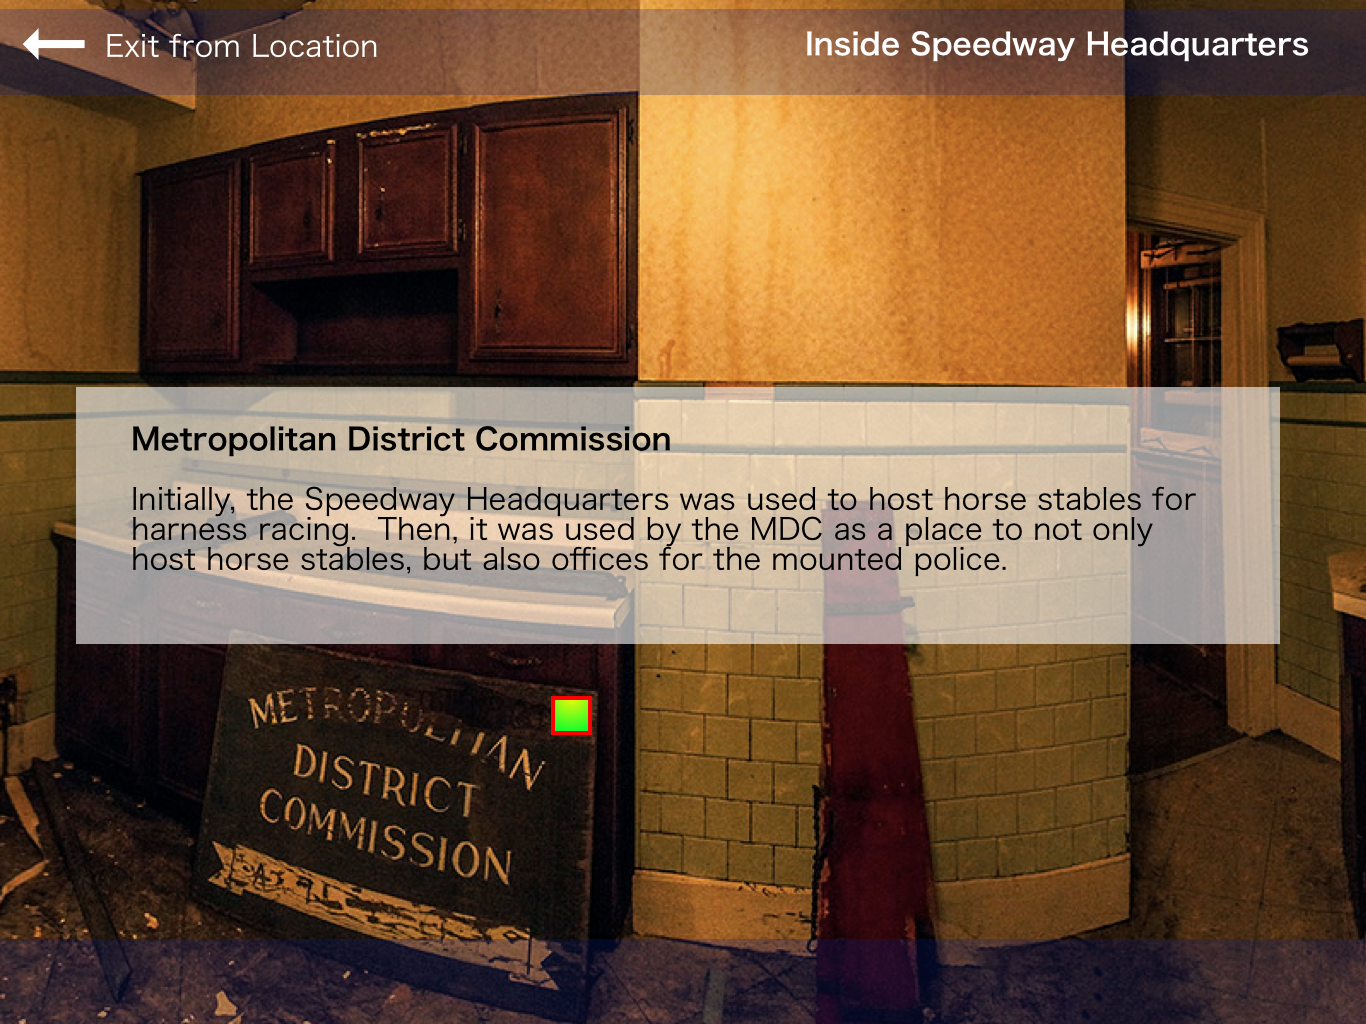 Exit from Location
Inside Speedway Headquarters
Metropolitan District Commission
Initially, the Speedway Headquarters was used to host horse stables for
harness racing.  Then, it was used by the MDC as a place to not only
host horse stables, but also offices for the mounted police.
METROPOLITAN
DISTRICT
COMMISSION